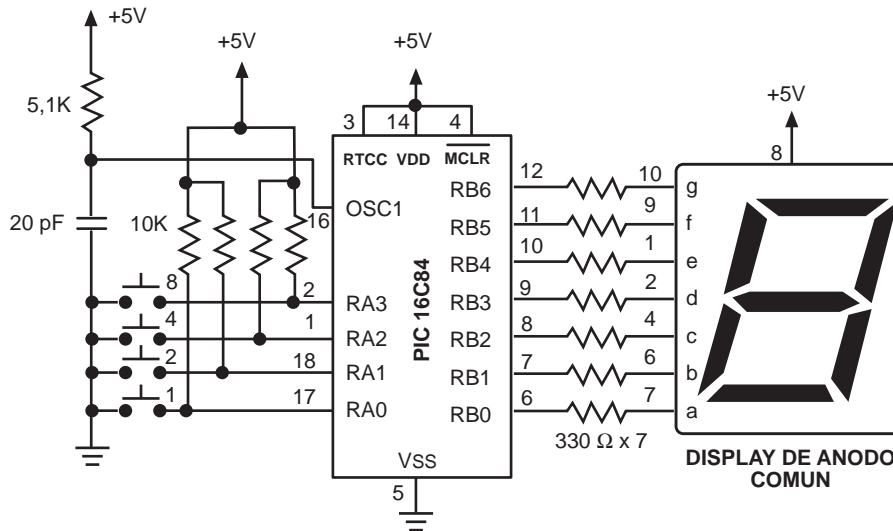 +5V
5,1K
20 pF
+5V
10K
+5V
3 14 4
RTCC VDD MCLR
16 OSC1
8 2 RA3
4 1 RA2
2 18 RA1
1 17 RA0
PIC 16C84
VSS
5
RB6 12 10 g
RB5 11 9 f
RB4 10 1 e
RB3 9 2 d
RB2 8 4 c
RB1 7 6 b
RB0 6 7 a
330 Ω x 7
+5V
8
DISPLAY DE ANODO
COMUN